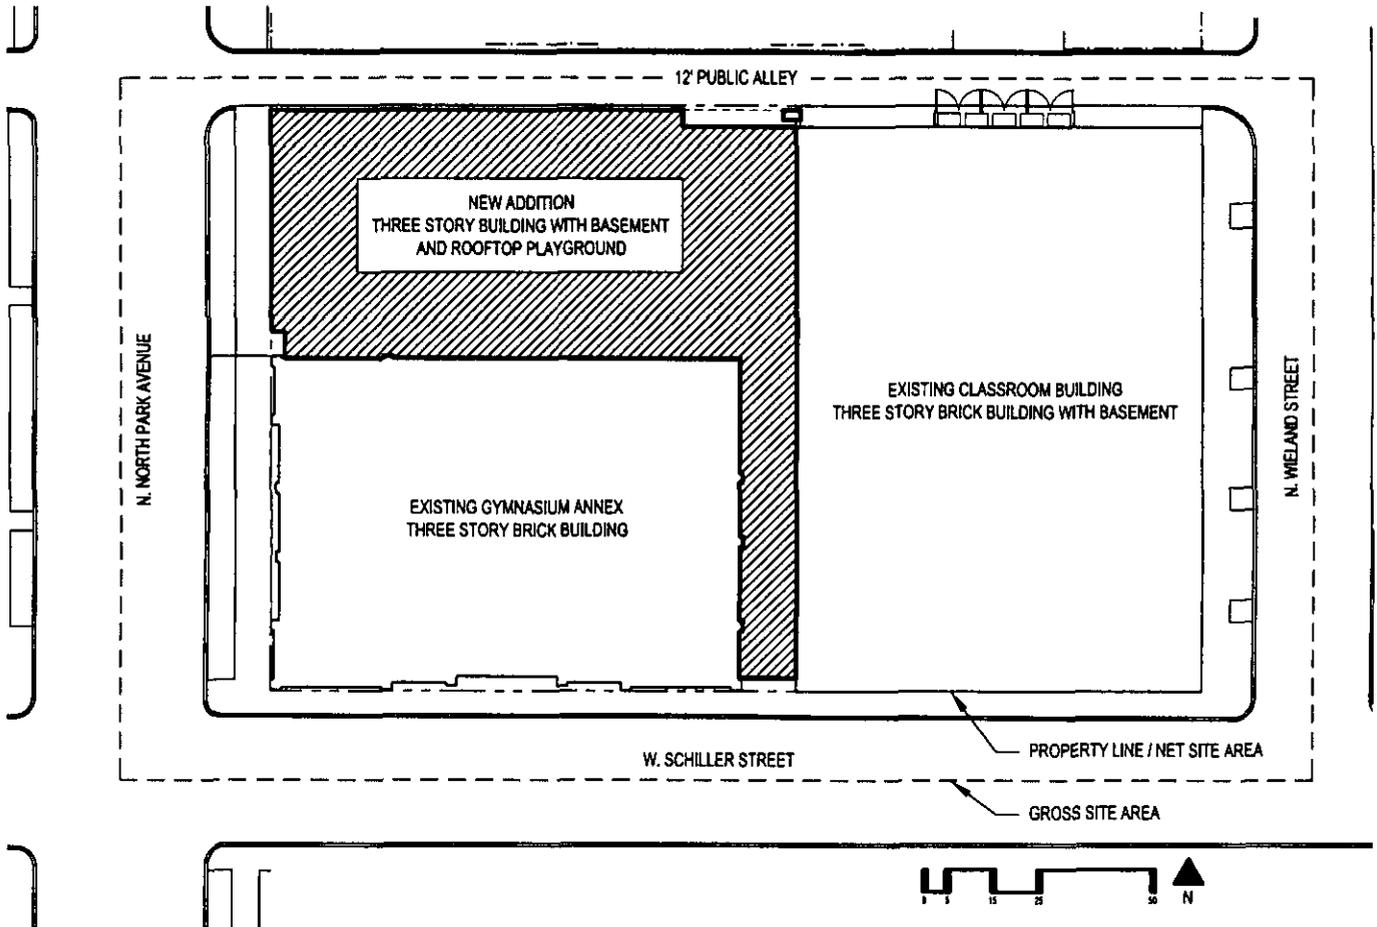 12' PUBLIC ALLEY
NEW ADDITION
THREE STORY BUILDING WITH BASEMENT
AND ROOFTOP PLAYGROUND
N. NORTH PARK AVENUE
EXISTING CLASSROOM BUILDING
THREE STORY BRICK BUILDING WITH BASEMENT
N. WIELAND STREET
EXISTING GYMNASIUM ANNEX
THREE STORY BRICK BUILDING
W. SCHILLER STREET
PROPERTY LINE / NET SITE AREA
GROSS SITE AREA
0 5 15 25 50
N